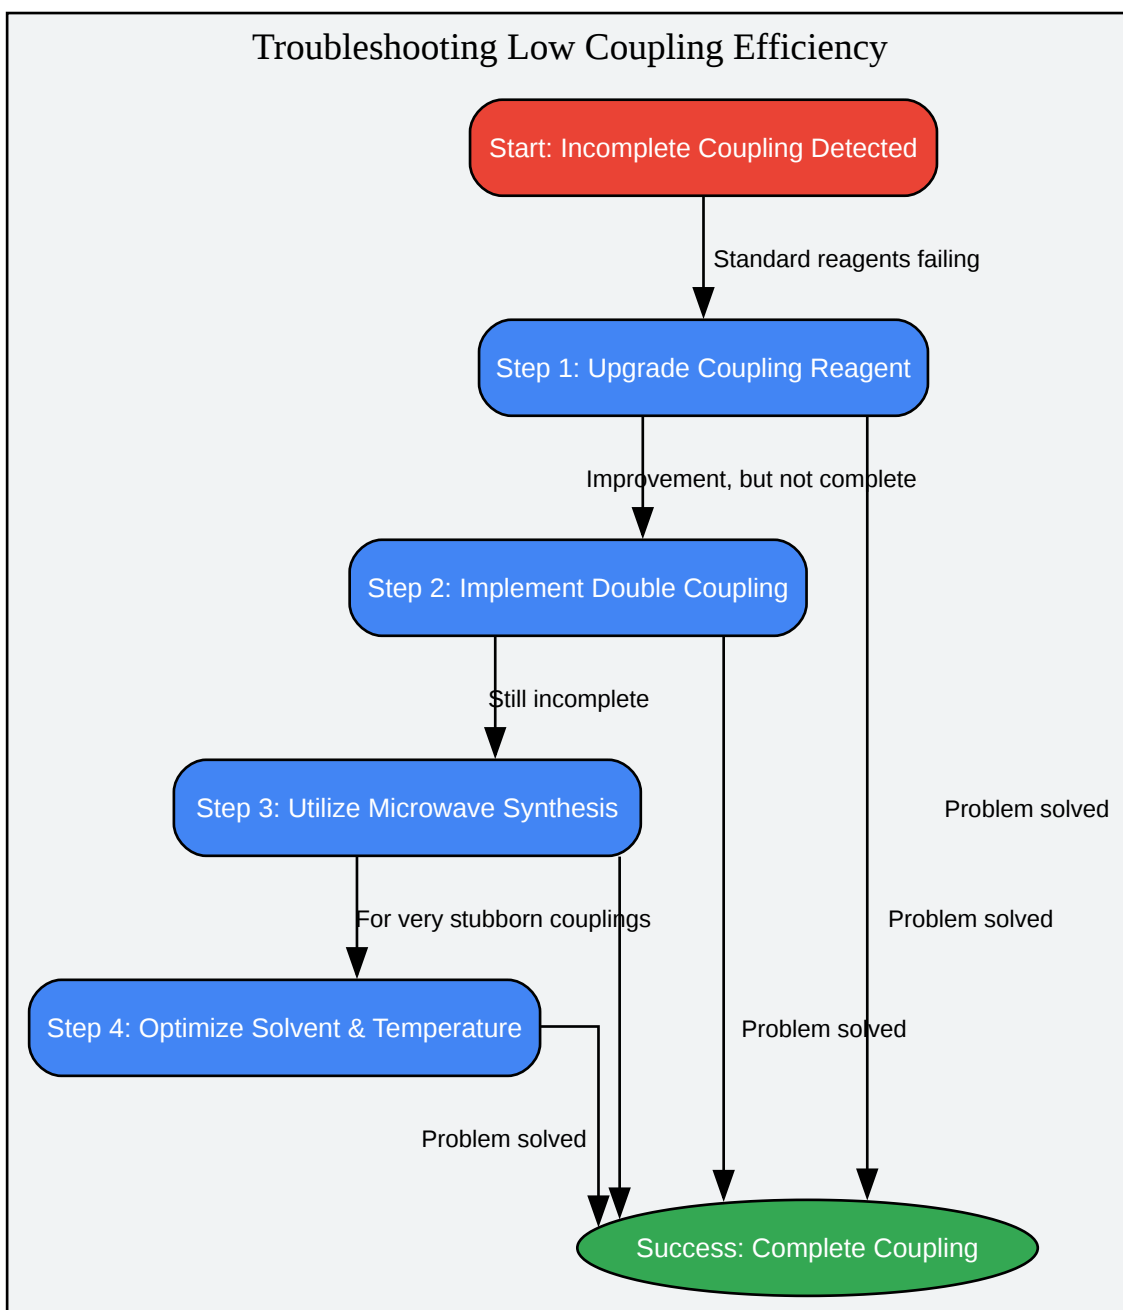 Troubleshooting Low Coupling Efficiency
Start: Incomplete Coupling Detected
Standard reagents failing
Step 1: Upgrade Coupling Reagent
Improvement, but not complete
Step 2: Implement Double Coupling
Still incomplete
Step 3: Utilize Microwave Synthesis
Problem solved
For very stubborn couplings
Problem solved
Step 4: Optimize Solvent & Temperature
Problem solved
Problem solved
Success: Complete Coupling